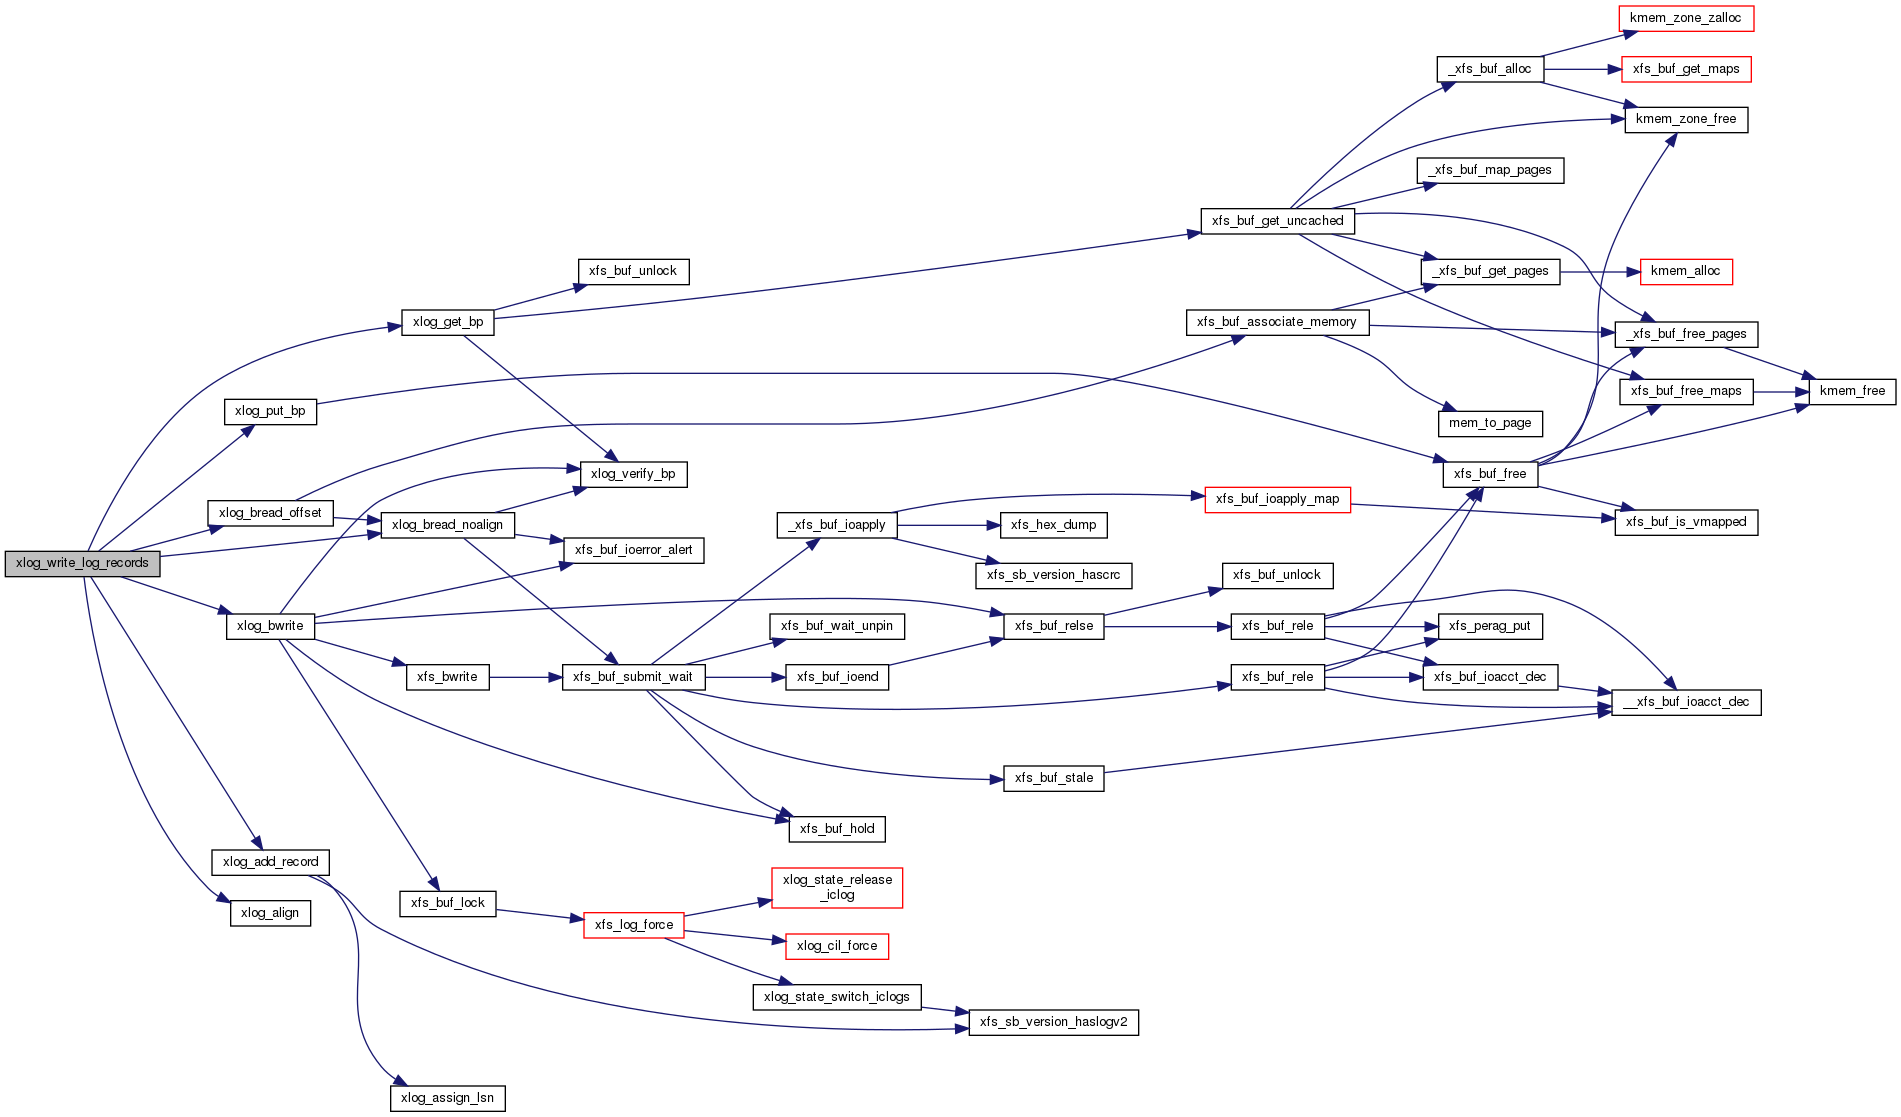 kmem_zone_zalloc
_xfs_buf_alloc
xfs_buf_get_maps
kmem_zone_free
_xfs_buf_map_pages
xfs_buf_get_uncached
xfs_buf_unlock
_xfs_buf_get_pages
kmem_alloc
xlog_get_bp
xfs_buf_associate_memory
_xfs_buf_free_pages
xfs_buf_free_maps
kmem_free
xlog_put_bp
mem_to_page
xlog_verify_bp
xfs_buf_free
xlog_bread_offset
xlog_bread_noalign
_xfs_buf_ioapply
xfs_buf_ioapply_map
xfs_hex_dump
xfs_buf_is_vmapped
xlog_write_log_records
xfs_buf_ioerror_alert
xfs_sb_version_hascrc
xfs_buf_unlock
xlog_bwrite
xfs_buf_wait_unpin
xfs_buf_relse
xfs_buf_rele
xfs_perag_put
xfs_bwrite
xfs_buf_submit_wait
xfs_buf_ioend
xfs_buf_rele
xfs_buf_ioacct_dec
__xfs_buf_ioacct_dec
xfs_buf_stale
xfs_buf_hold
xlog_add_record
xlog_state_release
_iclog
xlog_align
xfs_buf_lock
xfs_log_force
xlog_cil_force
xlog_state_switch_iclogs
xfs_sb_version_haslogv2
xlog_assign_lsn